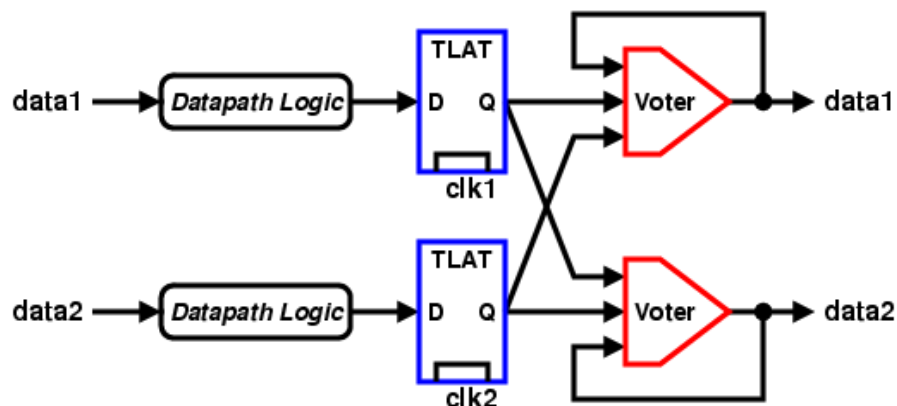 TLAT
data1 Datapath Logic D Q Voter data1
clk1
TLAT
data2 Datapath Logic D Q Voter data2
clk2